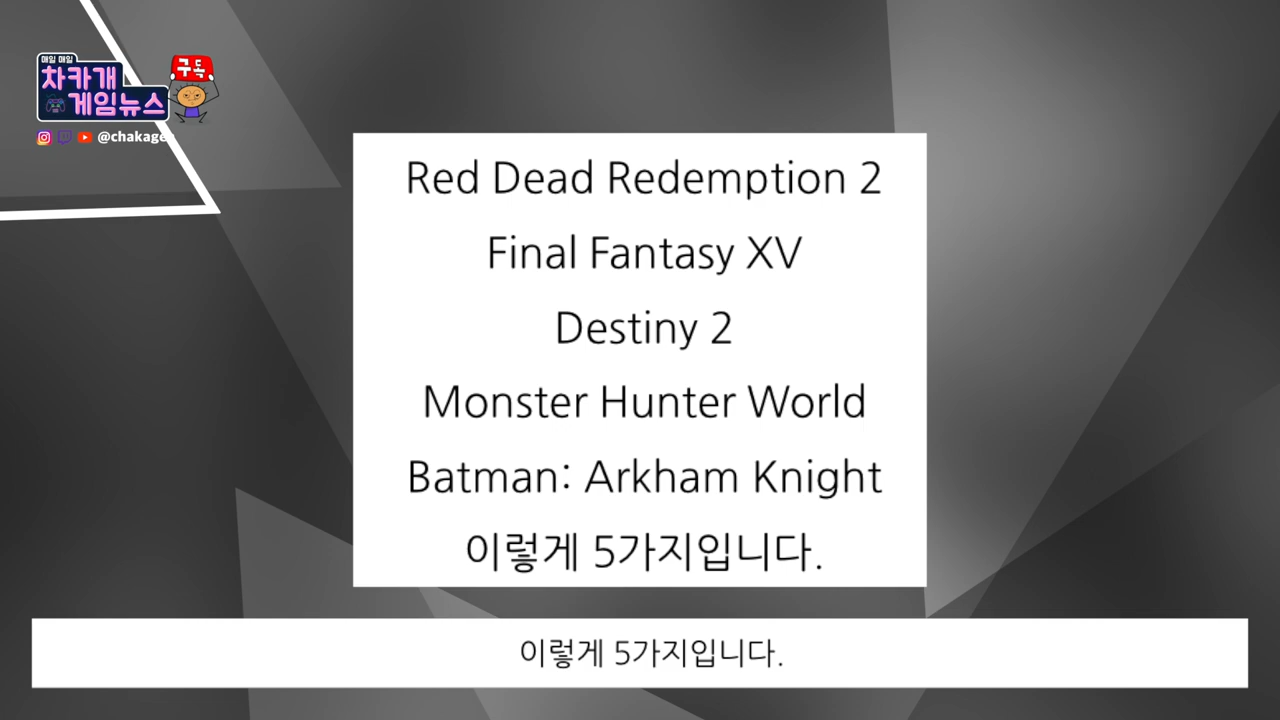 매일 매일
차카개
게임뉴스
구독
@chakage
Red Dead Redemption 2
Final Fantasy XV
Destiny 2
Monster Hunter World
Batman: Arkham Knight
이렇게 5가지입니다.
이렇게 5가지입니다.